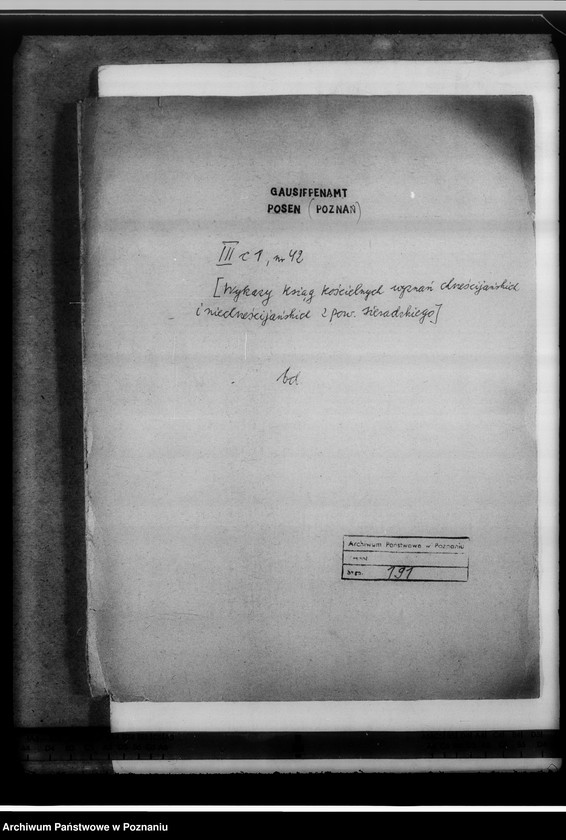 GAUSIPPENAMT
POSEN (POZNAŃ)
III c 1, nr 42
[Wykazy ksiąg kościelnych wyznań chrześcijańskich
i niechrześcijańskich z pow. sieradzkiego]
bd.
Archiwum Państwowe w Poznaniu
191
Archiwum Państwowe w Poznaniu